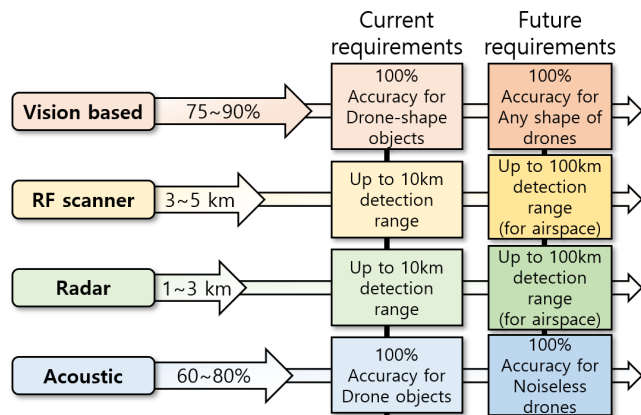 Current requirements
Future requirements
Vision based
75~90%
100%
Accuracy for
Drone-shape
objects
100%
Accuracy for
Any shape of
drones
RF scanner
3~5 km
Up to 10km
detection
range
Up to 100km
detection
range
(for airspace)
Radar
1~3 km
Up to 10km
detection
range
Up to 100km
detection
range
(for airspace)
Acoustic
60~80%
100%
Accuracy for
Drone objects
100%
Accuracy for
Noiseless
drones